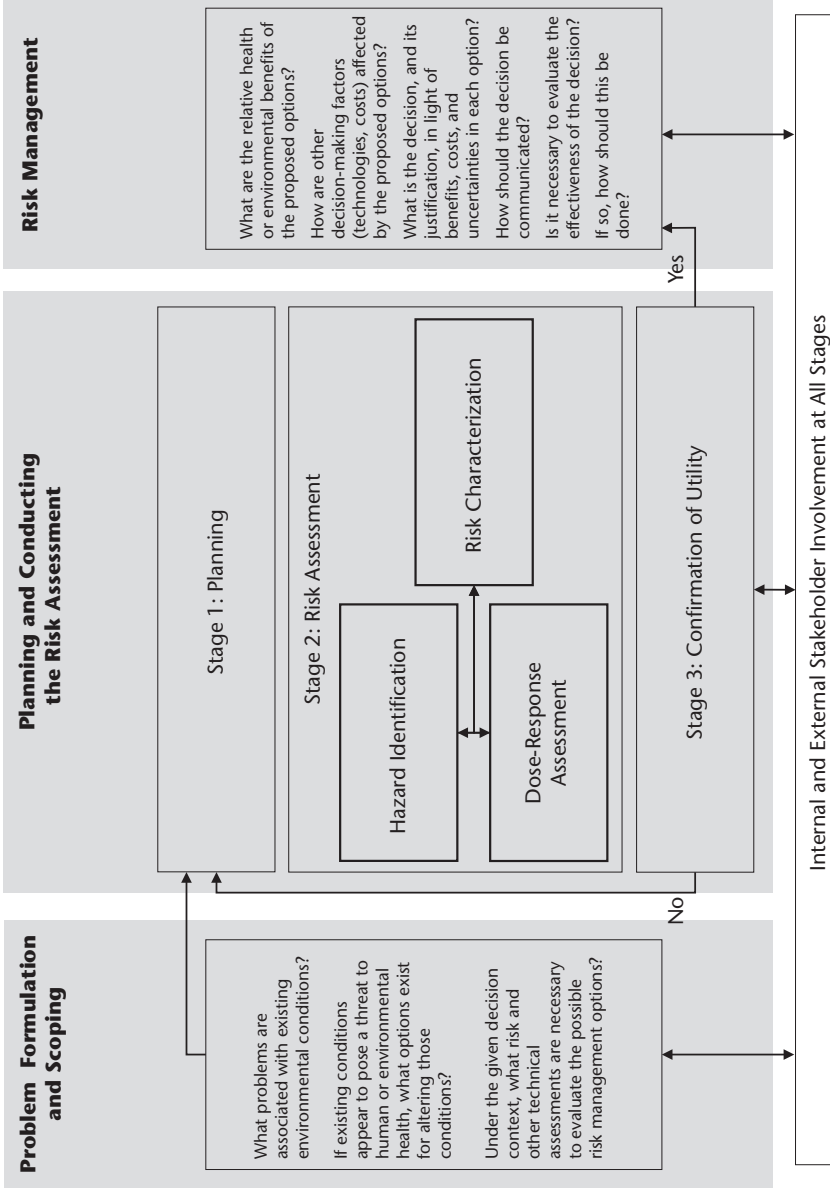 Problem Formulation
and Scoping
What problems are
associated with existing
environmental conditions?
If existing conditions
appear to pose a threat to
human or environmental
health, what options exist
for altering those
conditions?
Under the given decision
context, what risk and
other technical
assessments are necessary
to evaluate the possible
risk management options?
Planning and Conducting
the Risk Assessment
Stage 1: Planning
Stage 2: Risk Assessment
Hazard Identification
Dose-Response
Assessment
Risk Characterization
Stage 3: Confirmation of Utility
No
Yes
Risk Management
What are the relative health
or environmental benefits of
the proposed options?
How are other
decision-making factors
(technologies, costs) affected
by the proposed options?
What is the decision, and its
justification, in light of
benefits, costs, and
uncertainties in each option?
How should the decision be
communicated?
Is it necessary to evaluate the
effectiveness of the decision?
If so, how should this be
done?
Internal and External Stakeholder Involvement at All Stages